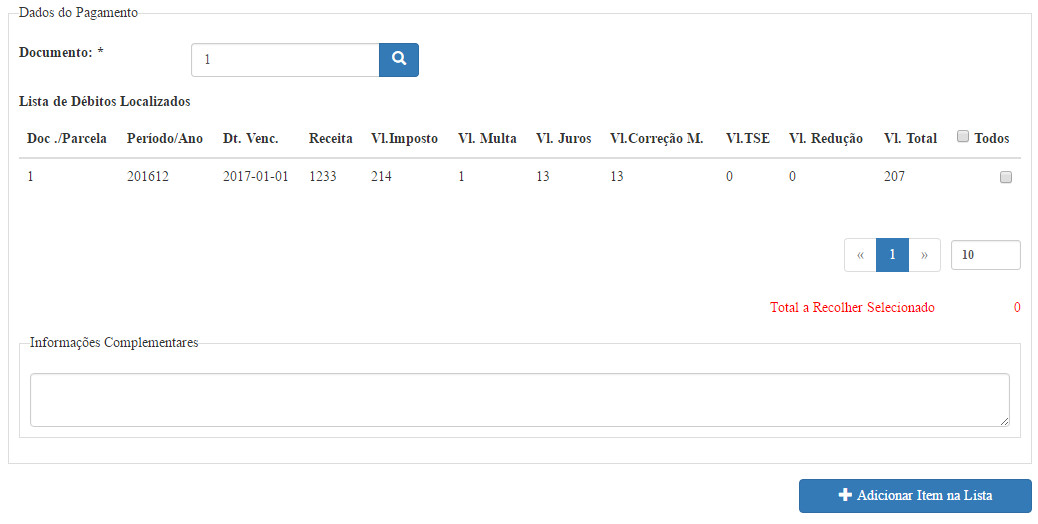 Dados do Pagamento
Documento: * 1
Lista de Débitos Localizados
Doc ./Parcela Período/Ano Dt. Venc. Receita Vl.Imposto Vl. Multa Vl. Juros Vl.Correção M. Vl.TSE Vl. Redução Vl. Total Todos
1 201612 2017-01-01 1233 214 1 13 13 0 0 207
« 1 » 10
Total a Recolher Selecionado 0
Informações Complementares
Adicionar Item na Lista